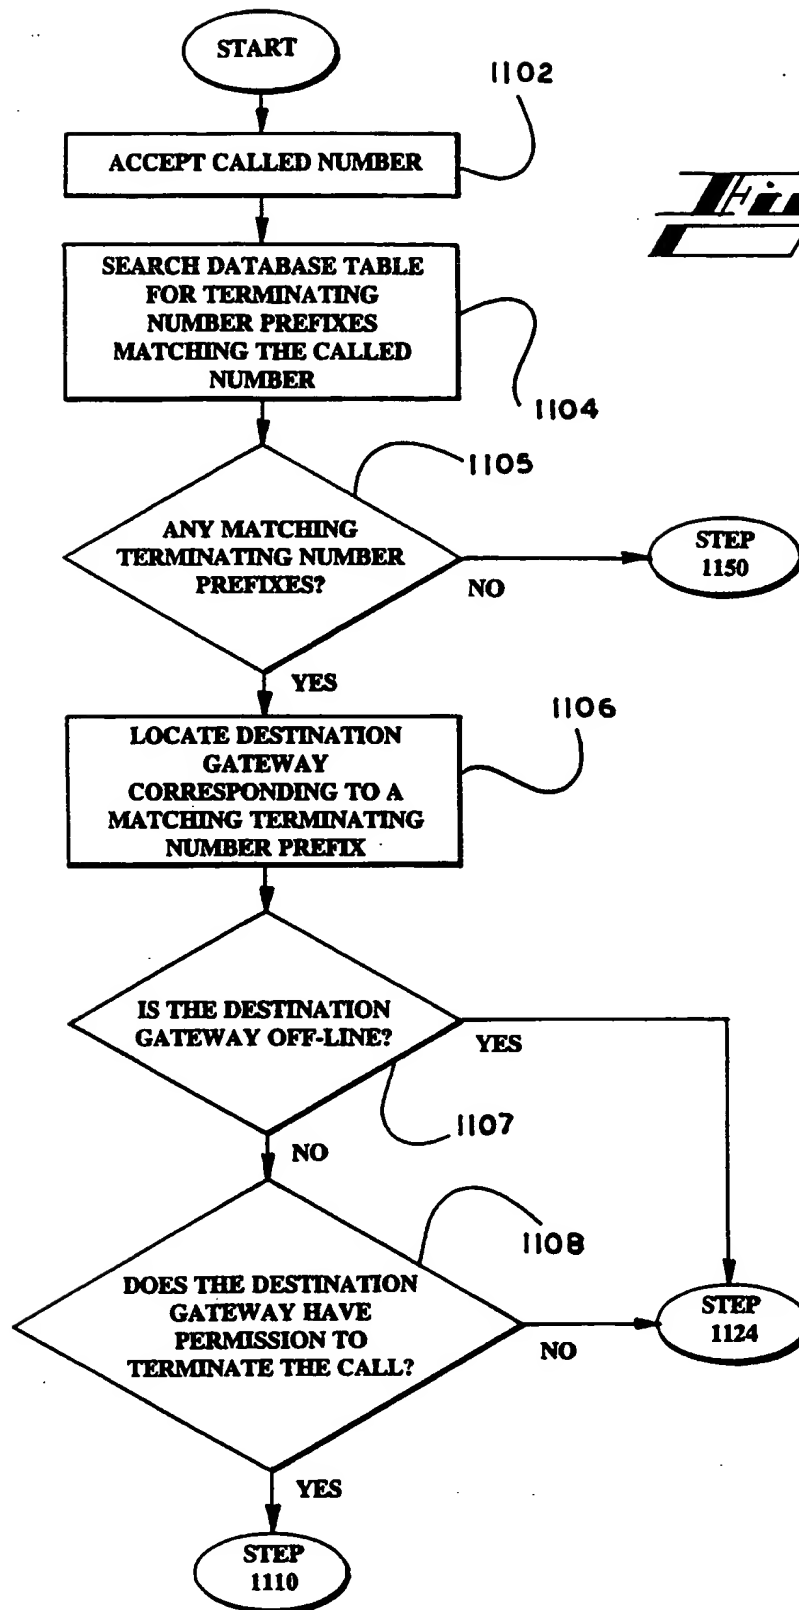 START
1102
ACCEPT CALLED NUMBER
SEARCH DATABASE TABLE
FOR TERMINATING
NUMBER PREFIXES
MATCHING THE CALLED
NUMBER
1104
1105
ANY MATCHING
TERMINATING NUMBER
PREFIXES?
NO
STEP
1150
YES
1106
LOCATE DESTINATION
GATEWAY
CORRESPONDING TO A
MATCHING TERMINATING
NUMBER PREFIX
IS THE DESTINATION
GATEWAY OFF-LINE?
YES
1107
NO
1108
DOES THE DESTINATION
GATEWAY HAVE
PERMISSION TO
TERMINATE THE CALL?
NO
STEP
1124
YES
STEP
1110